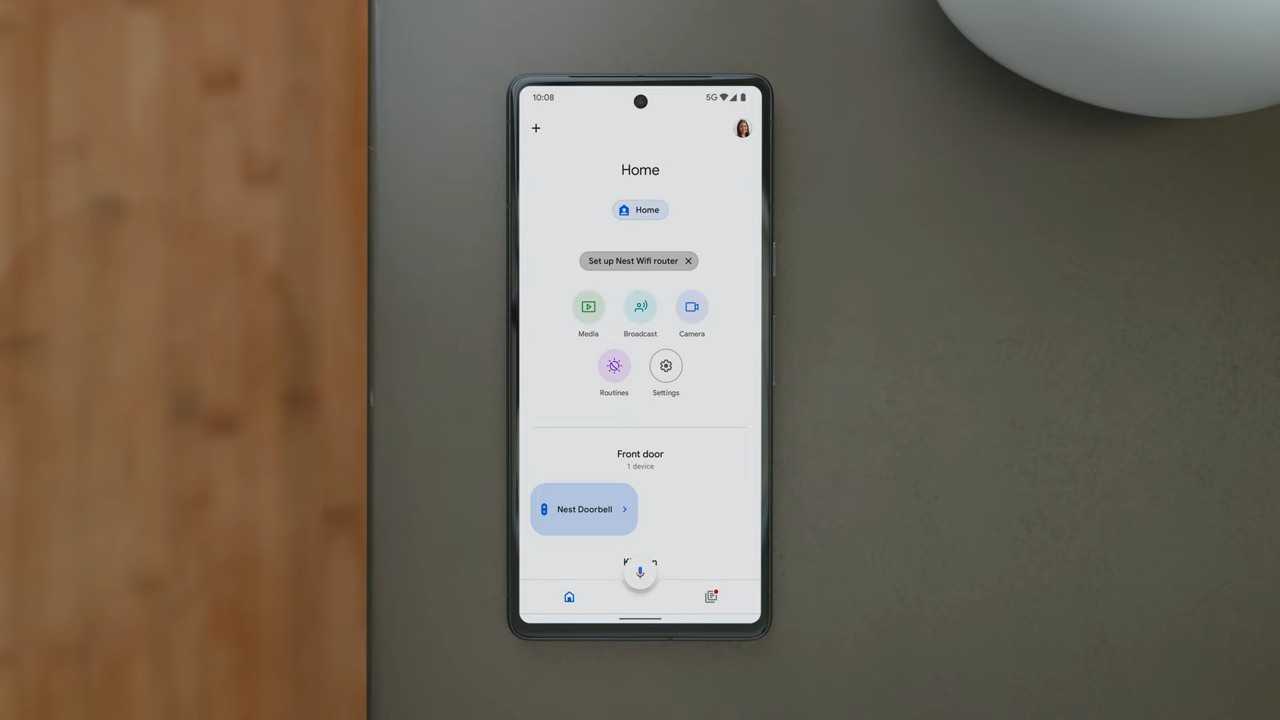 10:08
5G
Home
Home
Set up Nest Wifi router
Media
Broadcast
Camera
Routines
Settings
Front door
1 device
Nest Doorbell